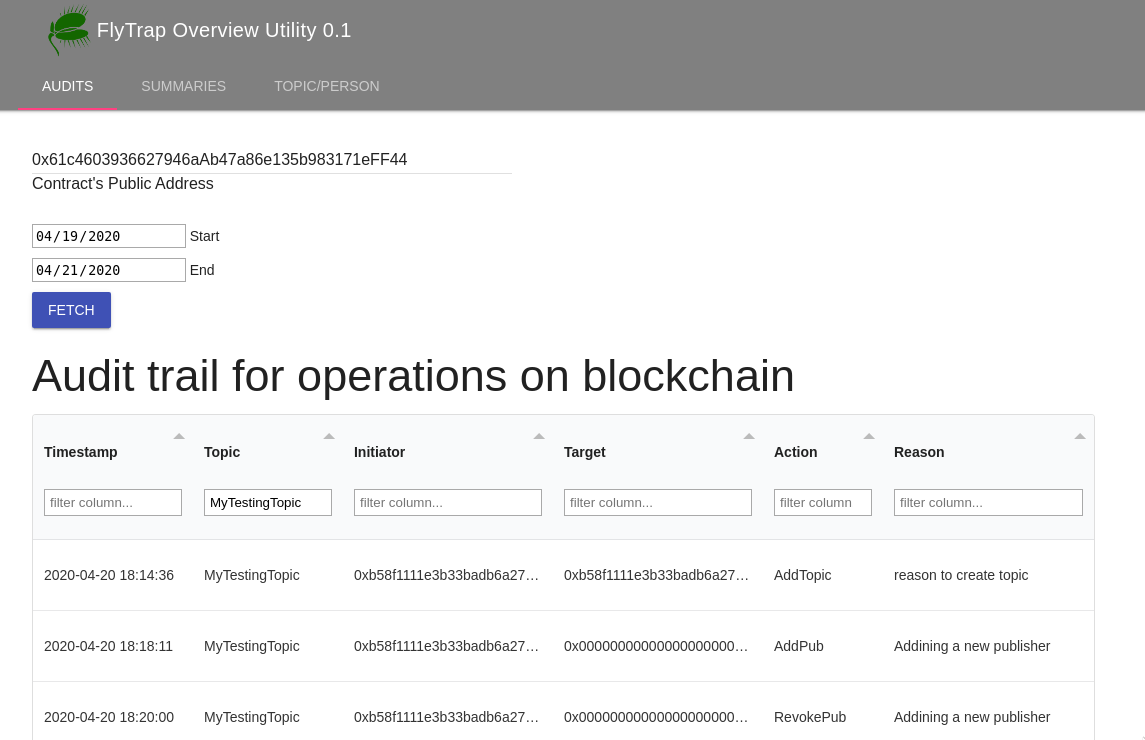 FlyTrap Overview Utility 0.1
AUDITS SUMMARIES TOPIC/PERSON
0x61c4603936627946aAb47a86e135b983171eFF44
Contract's Public Address
04/19/2020 Start
04/21/2020 End
FETCH
Audit trail for operations on blockchain
Timestamp Topic Initiator Target Action Reason
filter column... MyTestingTopic filter column... filter column... filter column filter column...
2020-04-20 18:14:36 MyTestingTopic 0xb58f1111e3b33badb6a27... 0xb58f1111e3b33badb6a27... AddTopic reason to create topic
2020-04-20 18:18:11 MyTestingTopic 0xb58f1111e3b33badb6a27... 0x00000000000000000000... AddPub Addining a new publisher
2020-04-20 18:20:00 MyTestingTopic 0xb58f1111e3b33badb6a27... 0x00000000000000000000... RevokePub Addining a new publisher